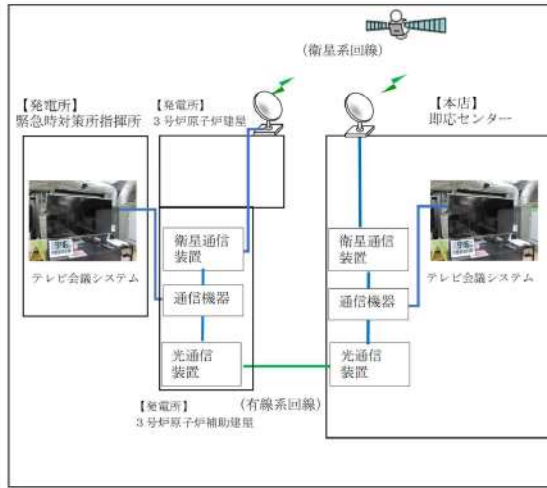 (衛星系回線)
【発電所】
緊急時対策所指揮所
【発電所】
3号炉原子炉建屋
【本店】
即応センター
テレビ会議システム
衛星通信
装置
通信機器
光通信
装置
衛星通信
装置
通信機器
光通信
装置
テレビ会議システム
(有線系回線)
【発電所】
3号炉原子炉補助建屋